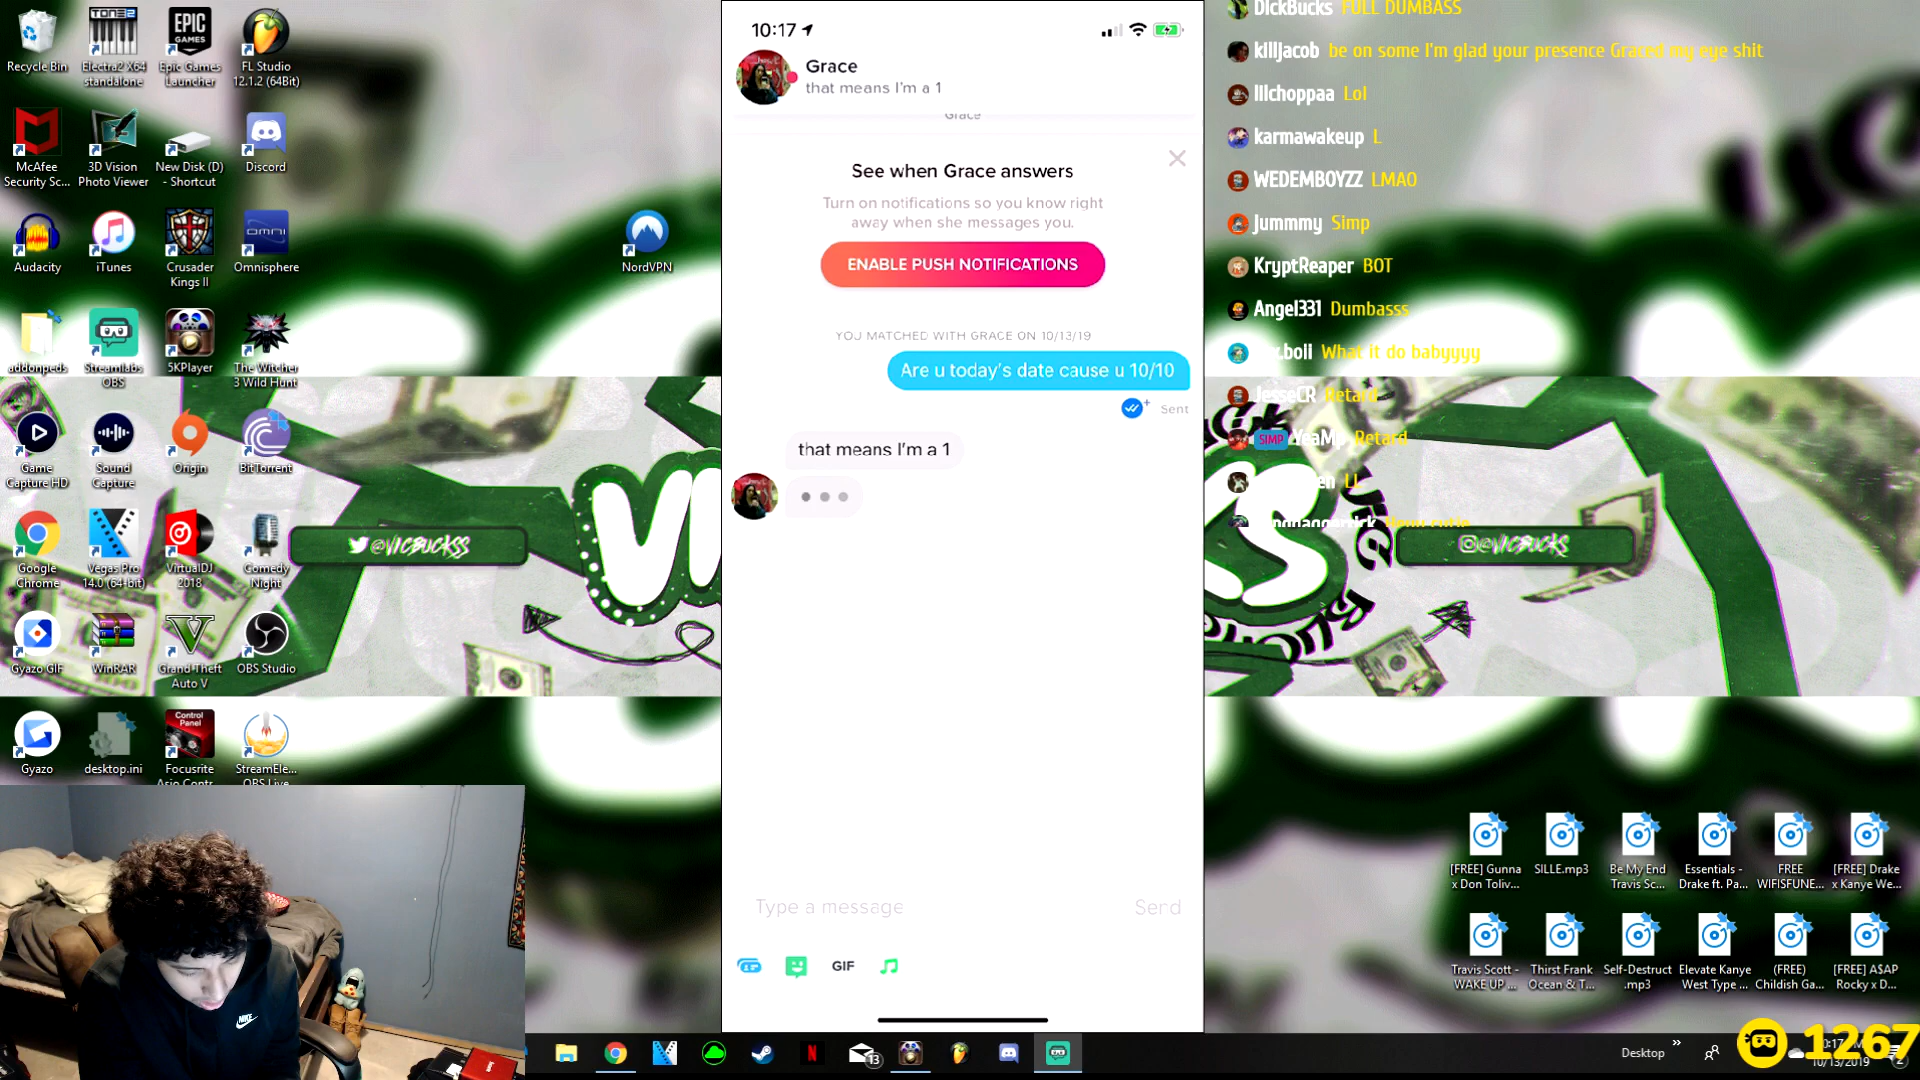 Recycle Bin
Electra2 X64 standalone
Epic Games Launcher
FL Studio 12.1.2 (64Bit)
McAfee Security Sc...
3D Vision Photo Viewer
New Disk (D) - Shortcut
Discord
Audacity
iTunes
Crusader Kings II
Omnisphere
NordVPN
addonpeds
Streamlabs OBS
5KPlayer
The Witcher 3 Wild Hunt
Game Capture HD
Sound Capture
Origin
BitTorrent
Google Chrome
Vegas Pro 14.0 (64-bit)
VirtualDJ 2018
Comedy Night
Gyazo GIF
WinRAR
Grand Theft Auto V
OBS Studio
Gyazo
desktop.ini
Focusrite
StreamEle...
@VICBUCKSS
10:17
Grace
that means I'm a 1
Grace
See when Grace answers
Turn on notifications so you know right
away when she messages you.
ENABLE PUSH NOTIFICATIONS
YOU MATCHED WITH GRACE ON 10/13/19
Are u today's date cause u 10/10
Sent
that means I'm a 1
Type a message
Send
GIF
DickBucks FULL DUMBASS
k1lljacob be on some I'm glad your presence Graced my eye shit
lilchoppaa Lol
karmawakeup L
WEDEMBOYZZ LMAO
Jummmy Simp
KryptReaper BOT
Angel331 Dumbasss
.boii What it do babyyyy
JesseCR Retard
SIMP Retard
@VICBUCKS
[FREE] Gunna x Don Toliv...
SILLE.mp3
Be My End Travis Sc...
Essentials - Drake ft. Pa...
FREE WIFISFUNE...
[FREE] Drake x Kanye We...
Travis Scott - WAKE UP ...
Thirst Frank Ocean & T...
Self-Destruct .mp3
Elevate Kanye West Type ...
(FREE) Childish Ga...
[FREE] A$AP Rocky x D...
13
Desktop
1267
10/13/2019